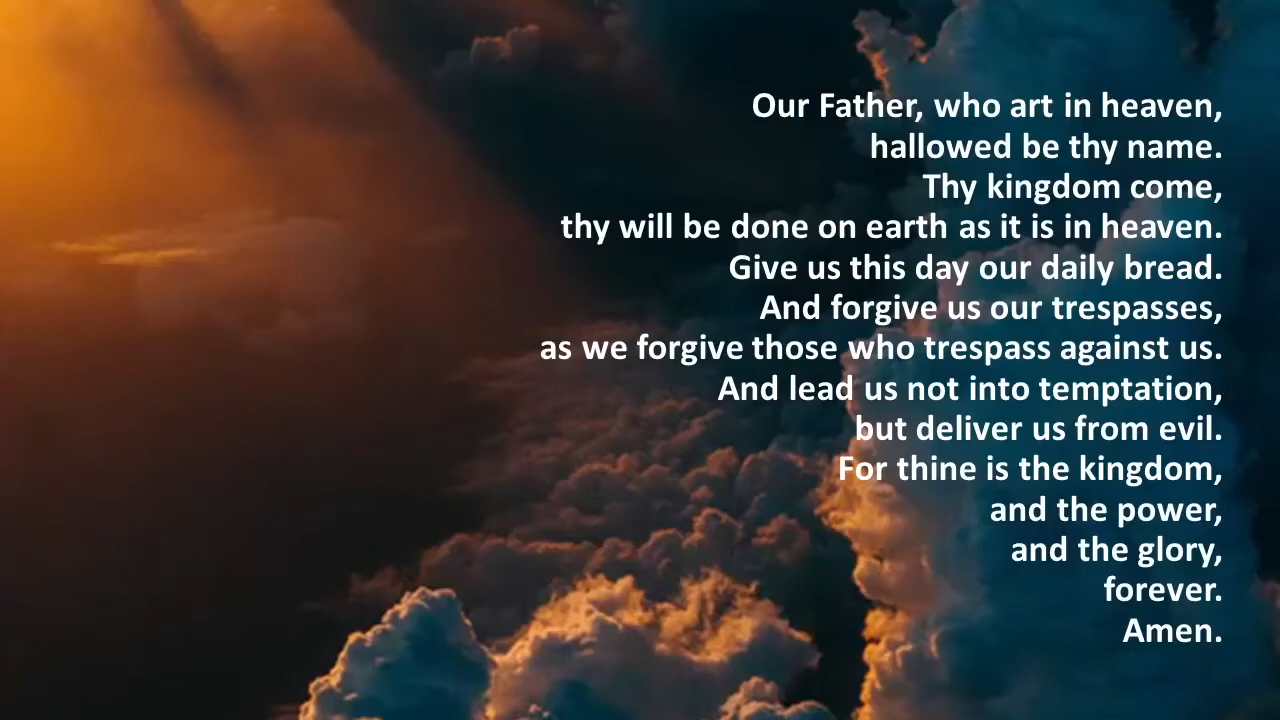 Our Father, who art in heaven,
hallowed be thy name.
Thy kingdom come,
thy will be done on earth as it is in heaven.
Give us this day our daily bread.
And forgive us our trespasses,
as we forgive those who trespass against us.
And lead us not into temptation,
but deliver us from evil.
For thine is the kingdom,
and the power,
and the glory,
forever.
Amen.